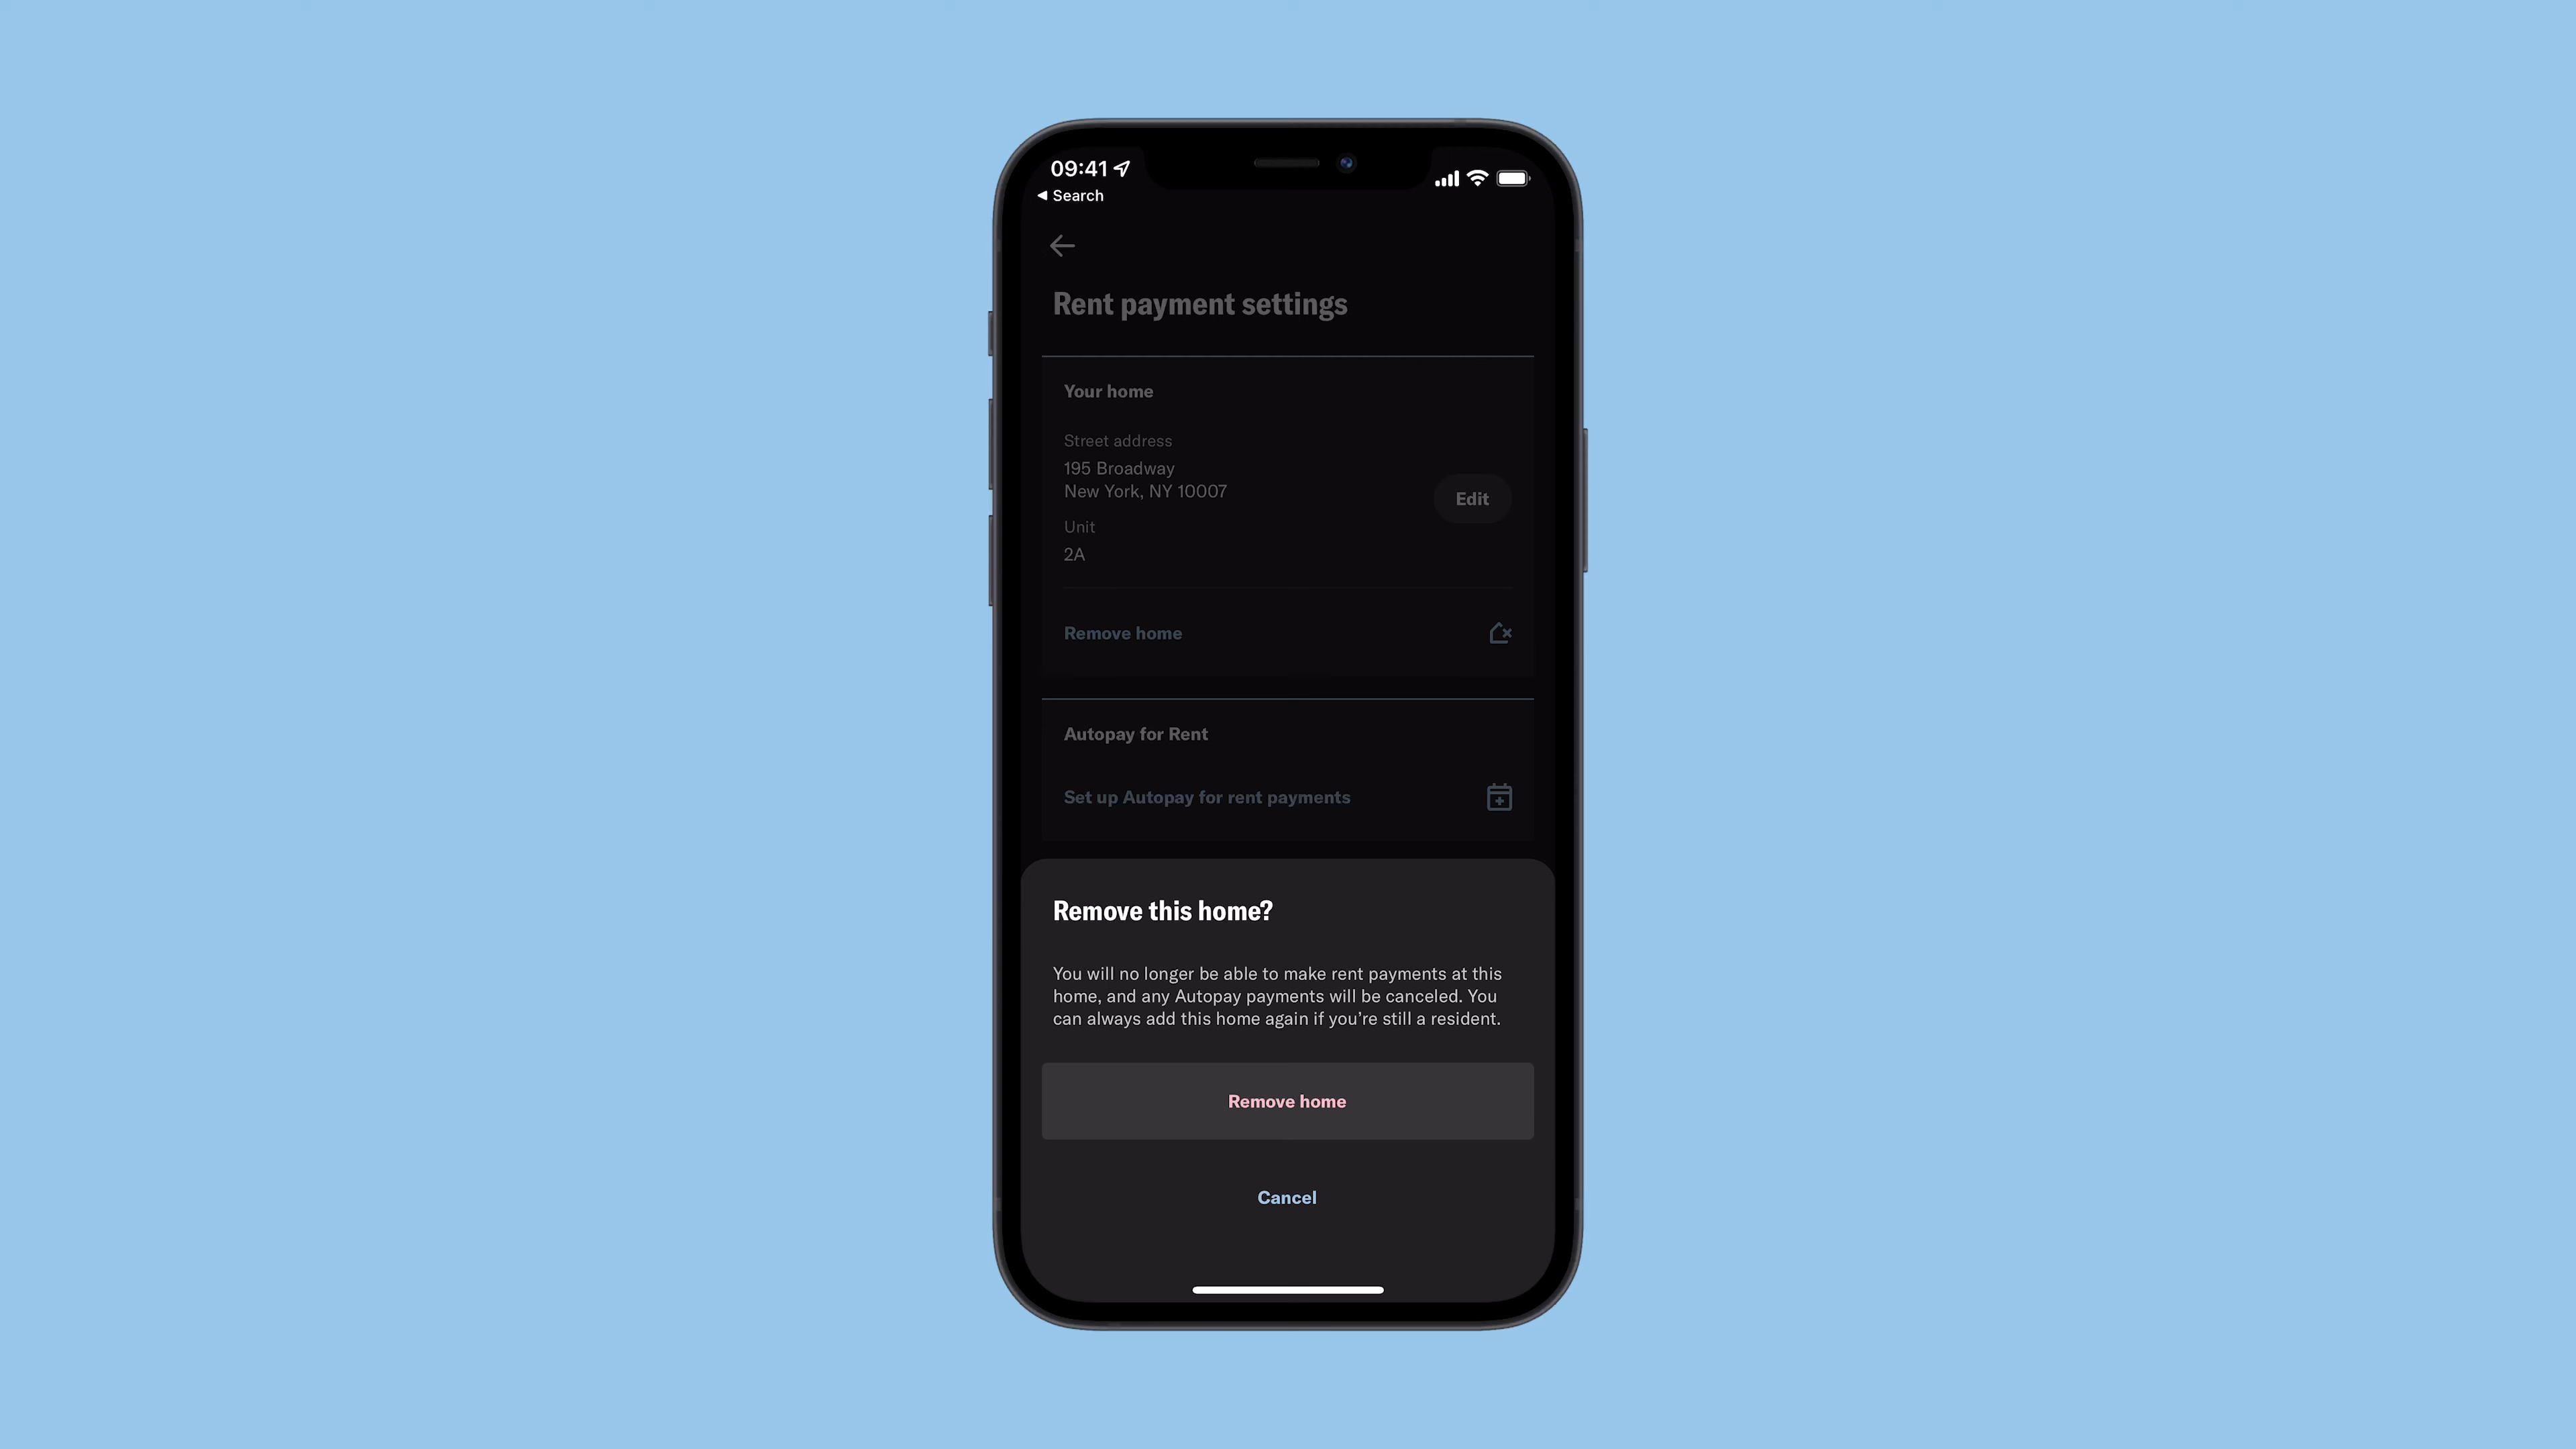 09:41
Search
Rent payment settings
Your home
Street address
195 Broadway
New York, NY 10007
Edit
Unit
2A
Remove home
Autopay for Rent
Set up Autopay for rent payments
Remove this home?
You will no longer be able to make rent payments at this
home, and any Autopay payments will be canceled. You
can always add this home again if you’re still a resident.
Remove home
Cancel